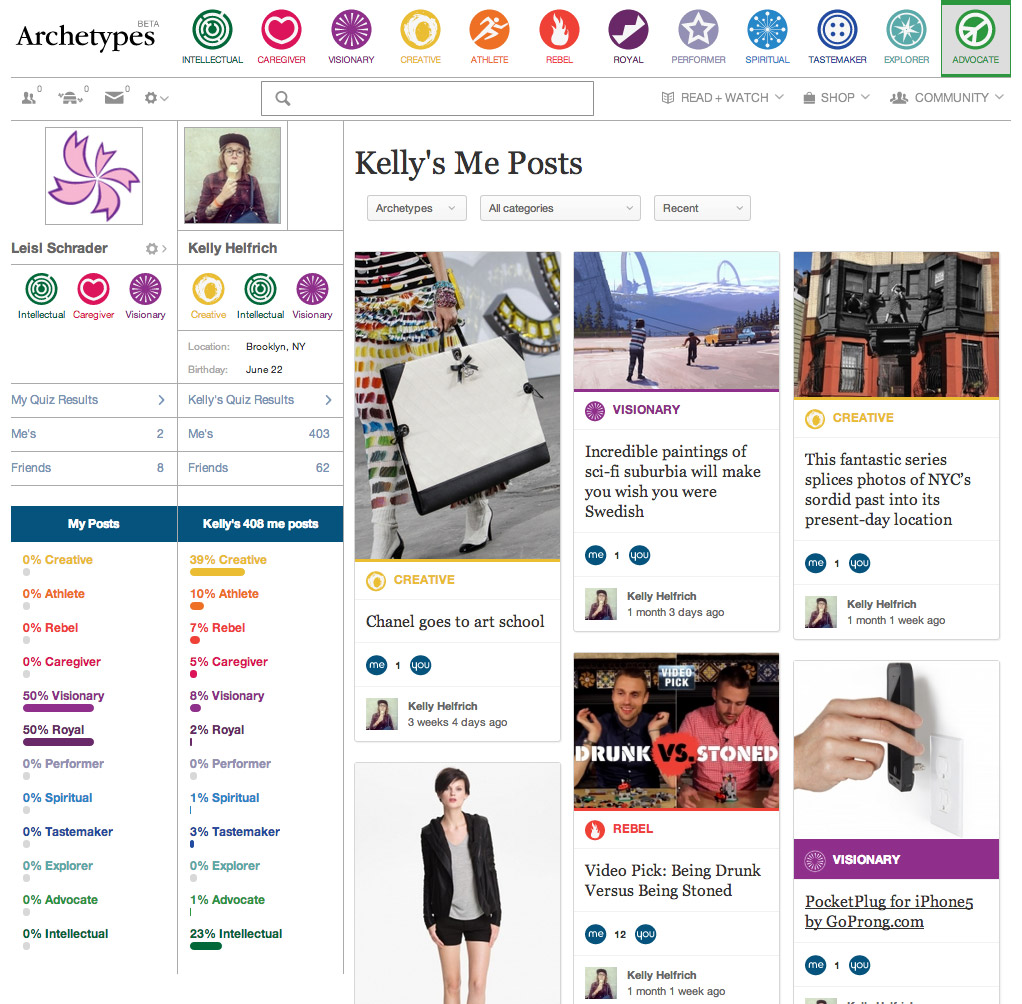 Archetypes
BETA
INTELLECTUAL
CAREGIVER
VISIONARY
CREATIVE
ATHLETE
REBEL
ROYAL
PERFORMER
SPIRITUAL
TASTEMAKER
EXPLORER
ADVOCATE
0
0
0
READ + WATCH
SHOP
COMMUNITY
Leisl Schrader
Intellectual
Caregiver
Visionary
My Quiz Results
Me's 2
Friends 8
Kelly Helfrich
Creative
Intellectual
Visionary
Location: Brooklyn, NY
Birthday: June 22
Kelly's Quiz Results
Me's 403
Friends 62
My Posts
0% Creative
0% Athlete
0% Rebel
0% Caregiver
50% Visionary
50% Royal
0% Performer
0% Spiritual
0% Tastemaker
0% Explorer
0% Advocate
0% Intellectual
Kelly's 408 me posts
39% Creative
10% Athlete
7% Rebel
5% Caregiver
8% Visionary
2% Royal
0% Performer
1% Spiritual
3% Tastemaker
0% Explorer
1% Advocate
23% Intellectual
Kelly's Me Posts
Archetypes
All categories
Recent
CREATIVE
Chanel goes to art school
me 1 you
Kelly Helfrich
3 weeks 4 days ago
VISIONARY
Incredible paintings of
sci-fi suburbia will make
you wish you were
Swedish
me 1 you
Kelly Helfrich
1 month 3 days ago
VIDEO
PICK
DRUNK VS. STONED
REBEL
Video Pick: Being Drunk
Versus Being Stoned
me 12 you
Kelly Helfrich
1 month 1 week ago
CREATIVE
This fantastic series
splices photos of NYC's
sordid past into its
present-day location
me 1 you
Kelly Helfrich
1 month 1 week ago
VISIONARY
PocketPlug for iPhone5
by GoProng.com
me 1 you